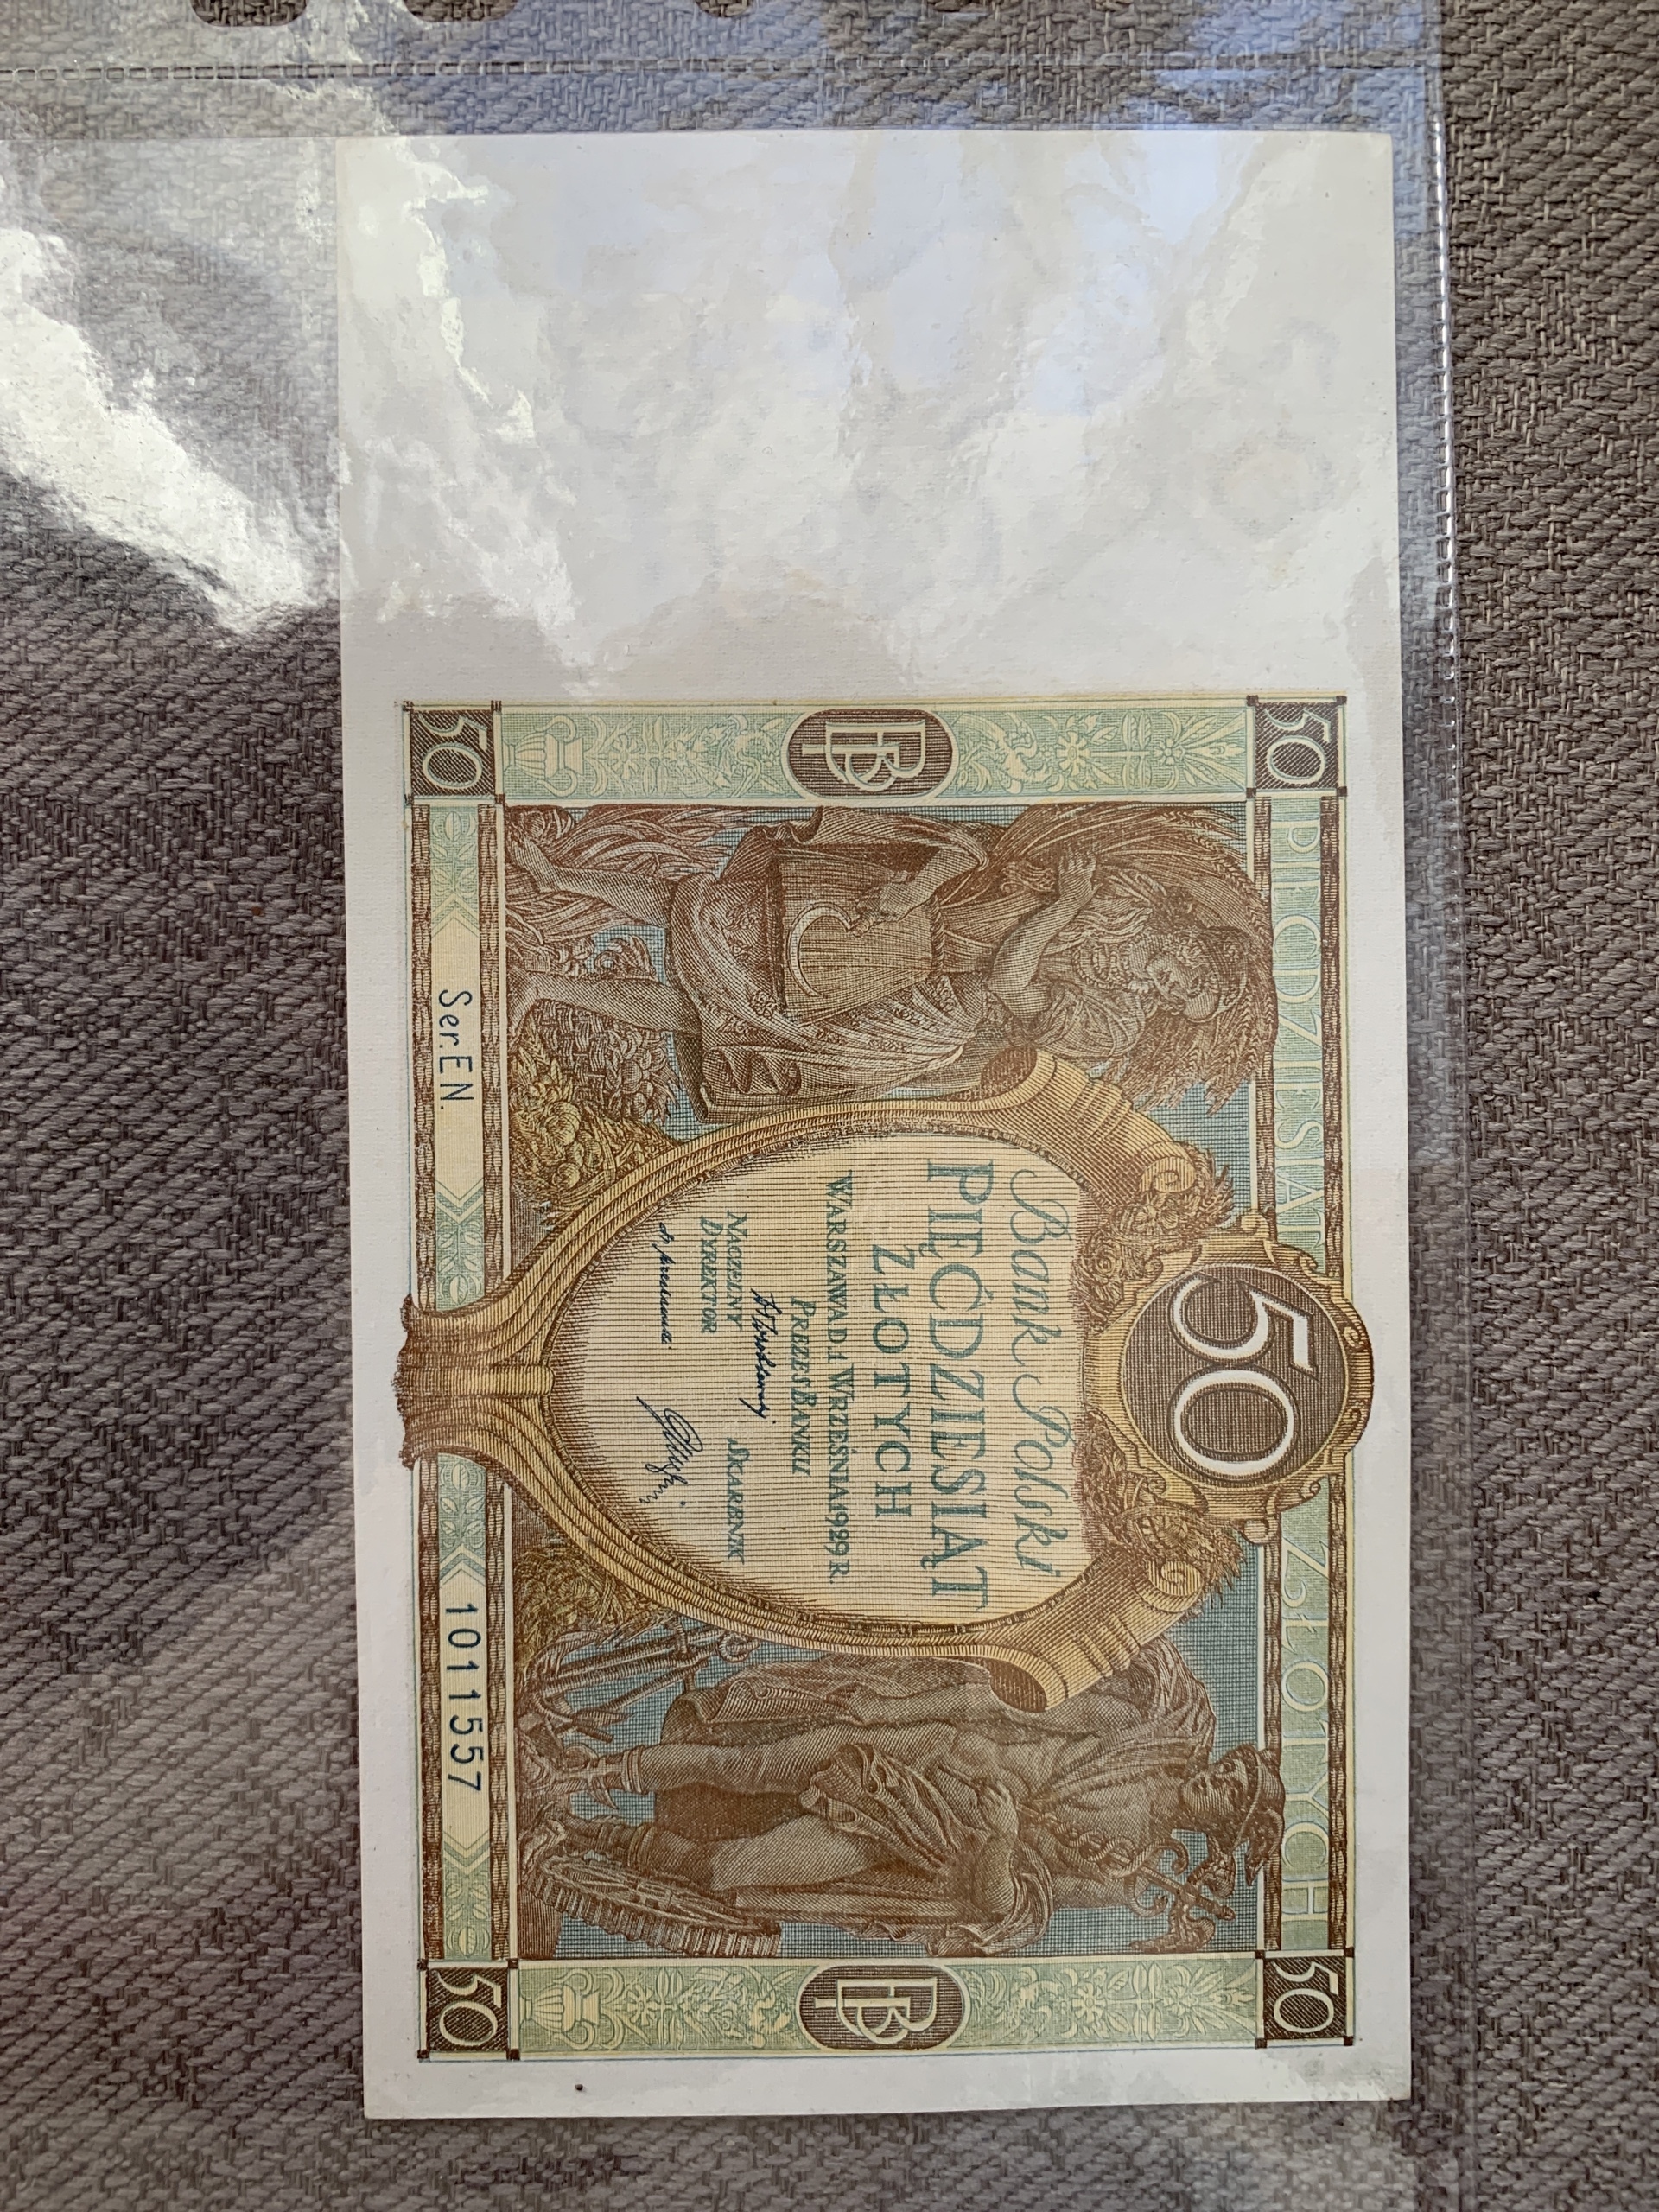 50
PIĘĆDZIESIĄT
50
ZŁOTYCH
50
BP
BP
Bank Polski
PIĘĆDZIESIĄT
ZŁOTYCH
WARSZAWA D. 1 WRZEŚNIA 1929 R.
PREZES BANKU
NACZELNY
DYREKTOR
SKARBNIK
50
Ser. E N.
1011557
50